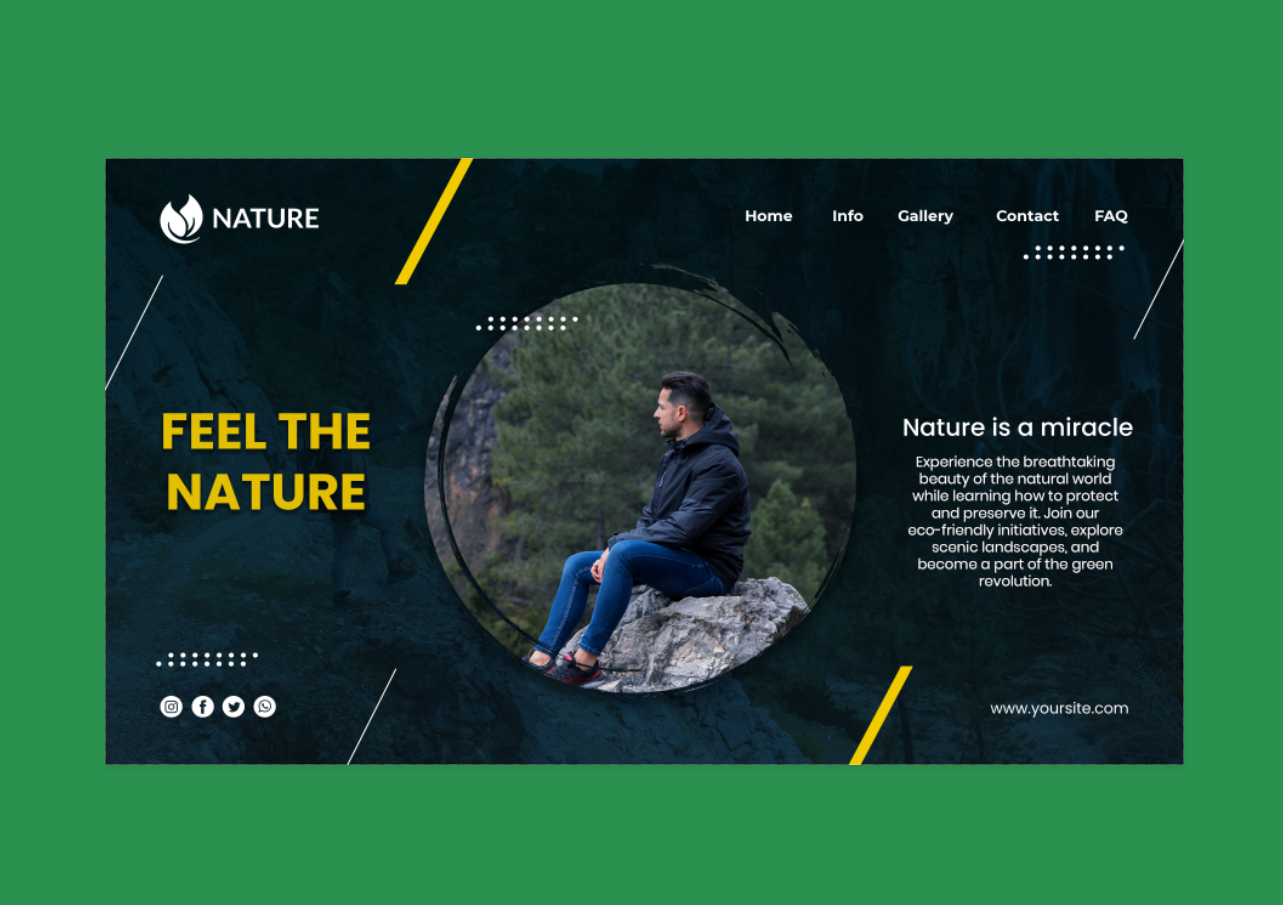 NATURE
Home Info Gallery Contact FAQ
FEEL THE
NATURE
Nature is a miracle
Experience the breathtaking
beauty of the natural world
while learning how to protect
and preserve it. Join our
eco-friendly initiatives, explore
scenic landscapes, and
become a part of the green
revolution.
www.yoursite.com